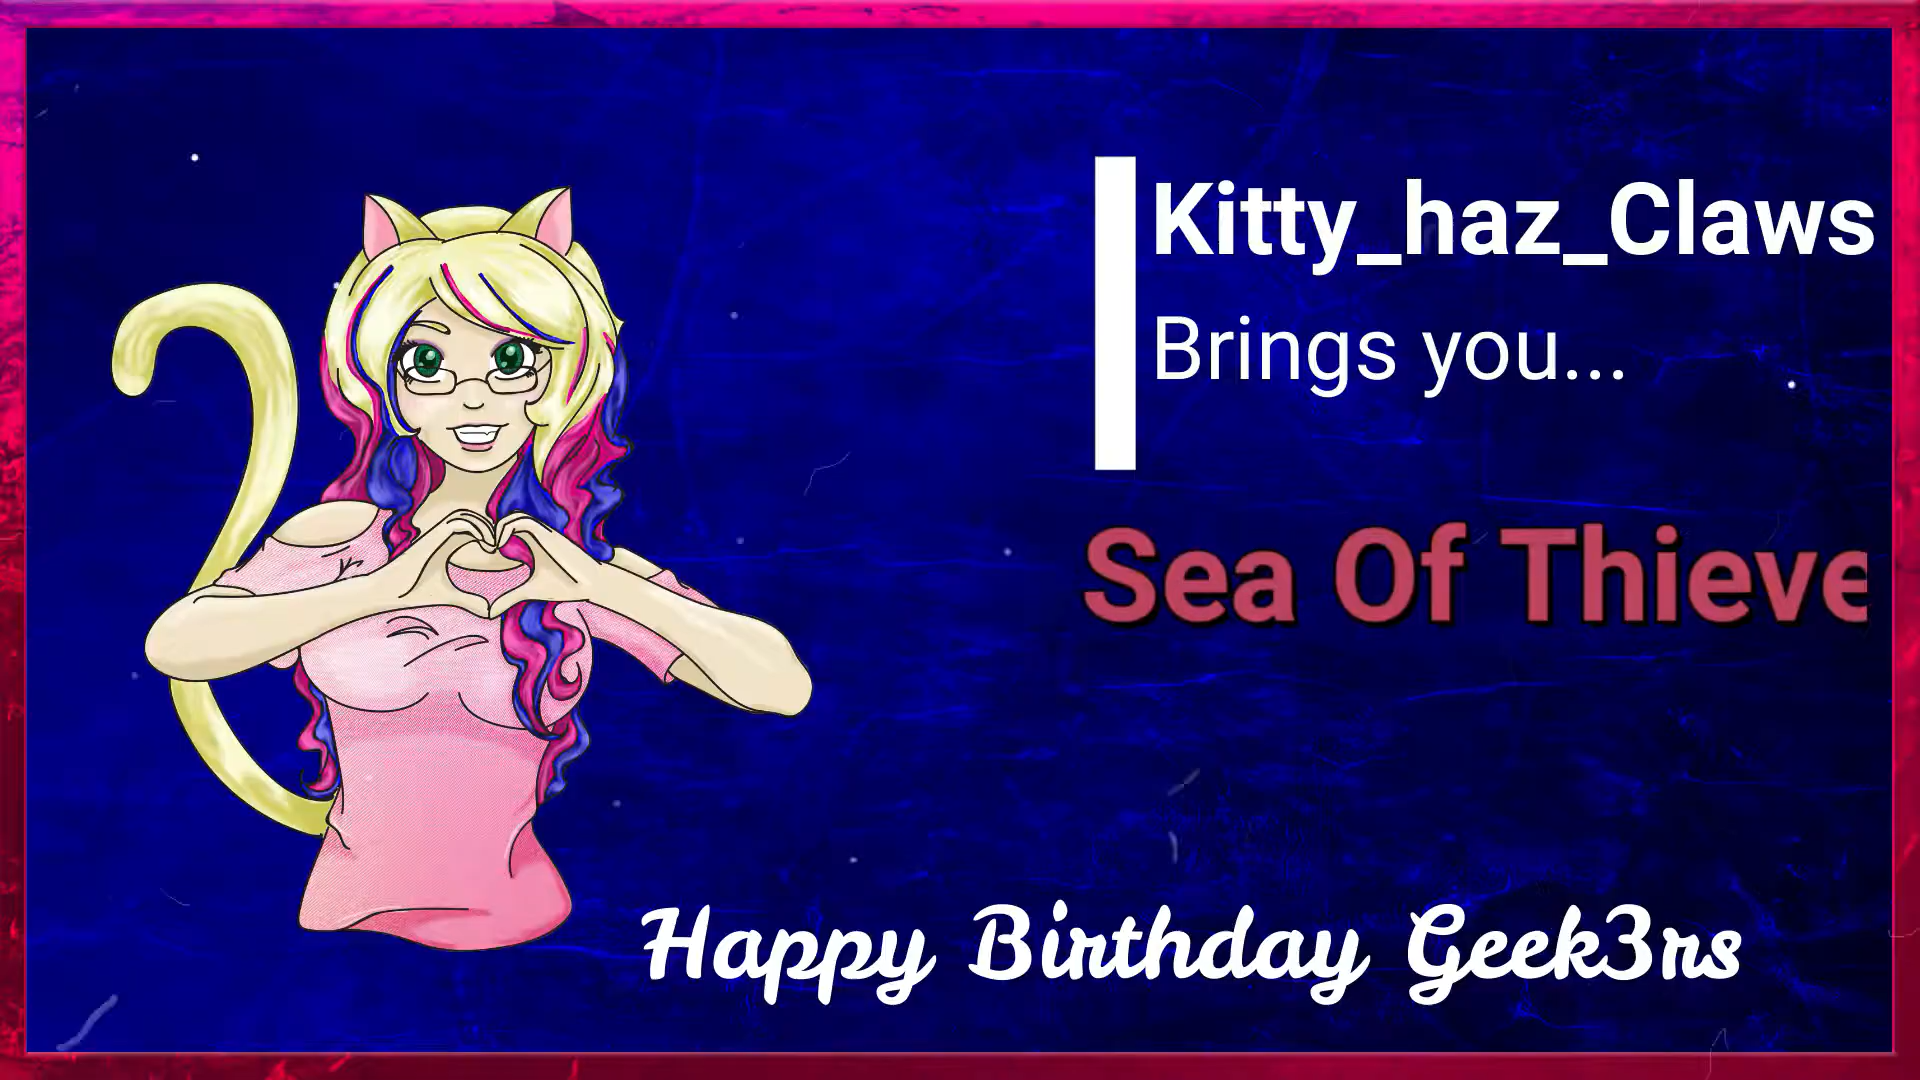 Kitty_haz_Claws
Brings you...
Sea Of Thieve
Happy Birthday Geek3rs